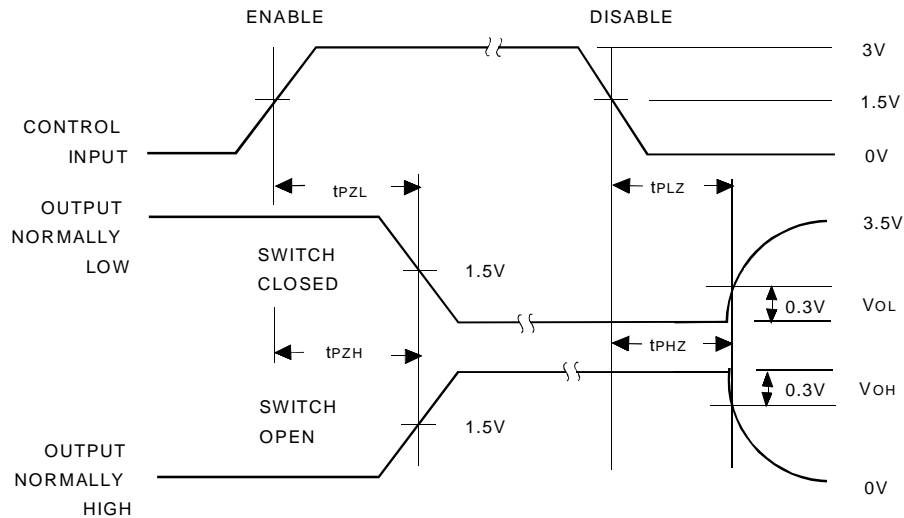 ENABLE
DISABLE
3V
1.5V
CONTROL
INPUT
0V
tPZL
tPLZ
OUTPUT
NORMALLY
LOW
3.5V
SWITCH
CLOSED
1.5V
0.3V
VOL
tPZH
tPHZ
0.3V
VOH
SWITCH
OPEN
1.5V
OUTPUT
NORMALLY
HIGH
0V